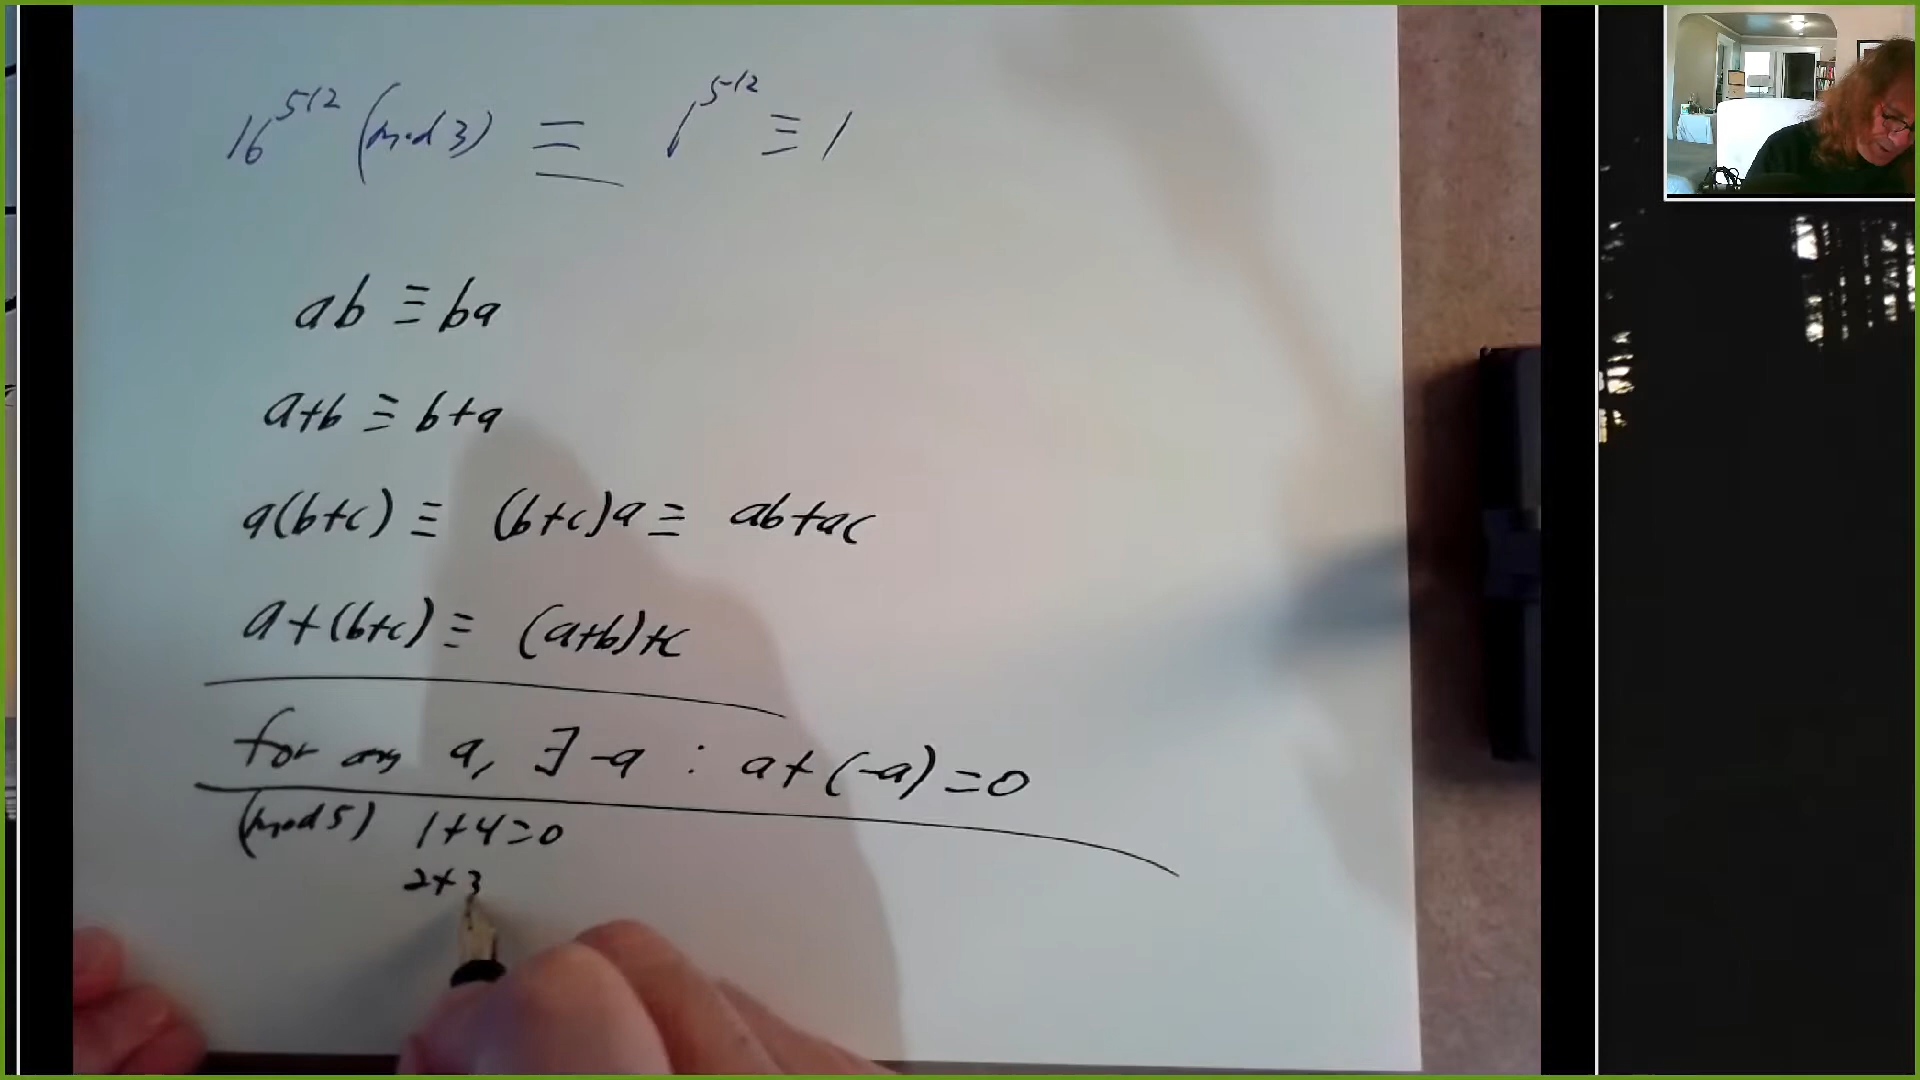 16^512 (mod 3) ≡ 1^512 ≡ 1
ab ≡ ba
a+b ≡ b+a
a(b+c) ≡ (b+c)a ≡ ab+ac
a+(b+c) ≡ (a+b)+c
for any a, ∃ -a : a+(-a)=0
(mod 5) 1+4=0
2+3